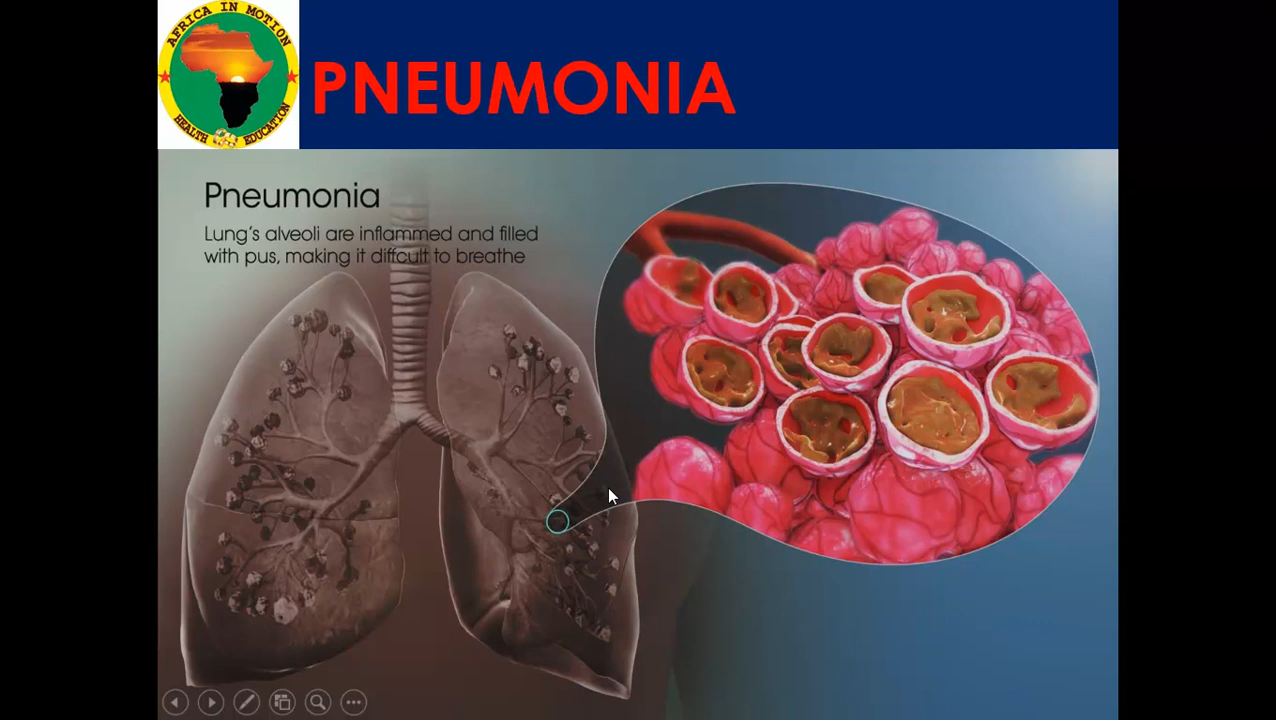 AFRICA IN MOTION
HEALTH EDUCATION
PNEUMONIA
Pneumonia
Lung's alveoli are inflammed and filled
with pus, making it diffcult to breathe